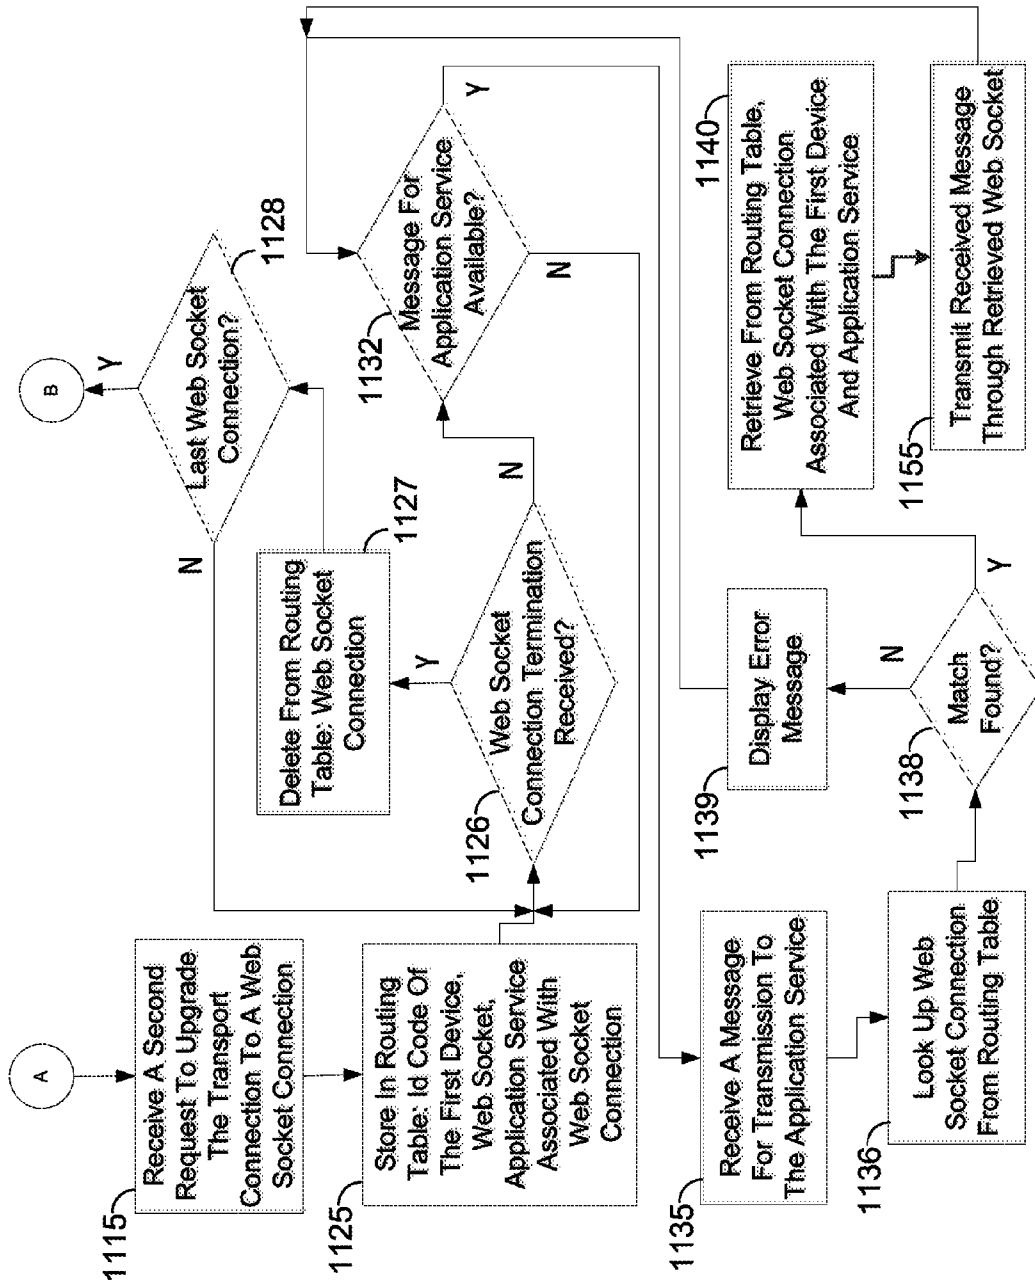 A
Receive A Second
Request To Upgrade
The Transport
Connection To A Web
Socket Connection
1115
Store In Routing
Table: Id Code Of
The First Device,
Web Socket,
Application Service
Associated With
Web Socket
Connection
1125
Web Socket
Connection Termination
Received?
1126
Y
N
Delete From Routing
Table: Web Socket
Connection
1127
Last Web Socket
Connection?
1128
N
Y
B
Message For
Application Service
Available?
1132
Y
N
Receive A Message
For Transmission To
The Application Service
1135
Look Up Web
Socket Connection
From Routing Table
1136
Match
Found?
1138
N
Y
Display Error
Message
1139
Retrieve From Routing Table,
Web Socket Connection
Associated With The First Device
And Application Service
1140
Transmit Received Message
Through Retrieved Web Socket
1155